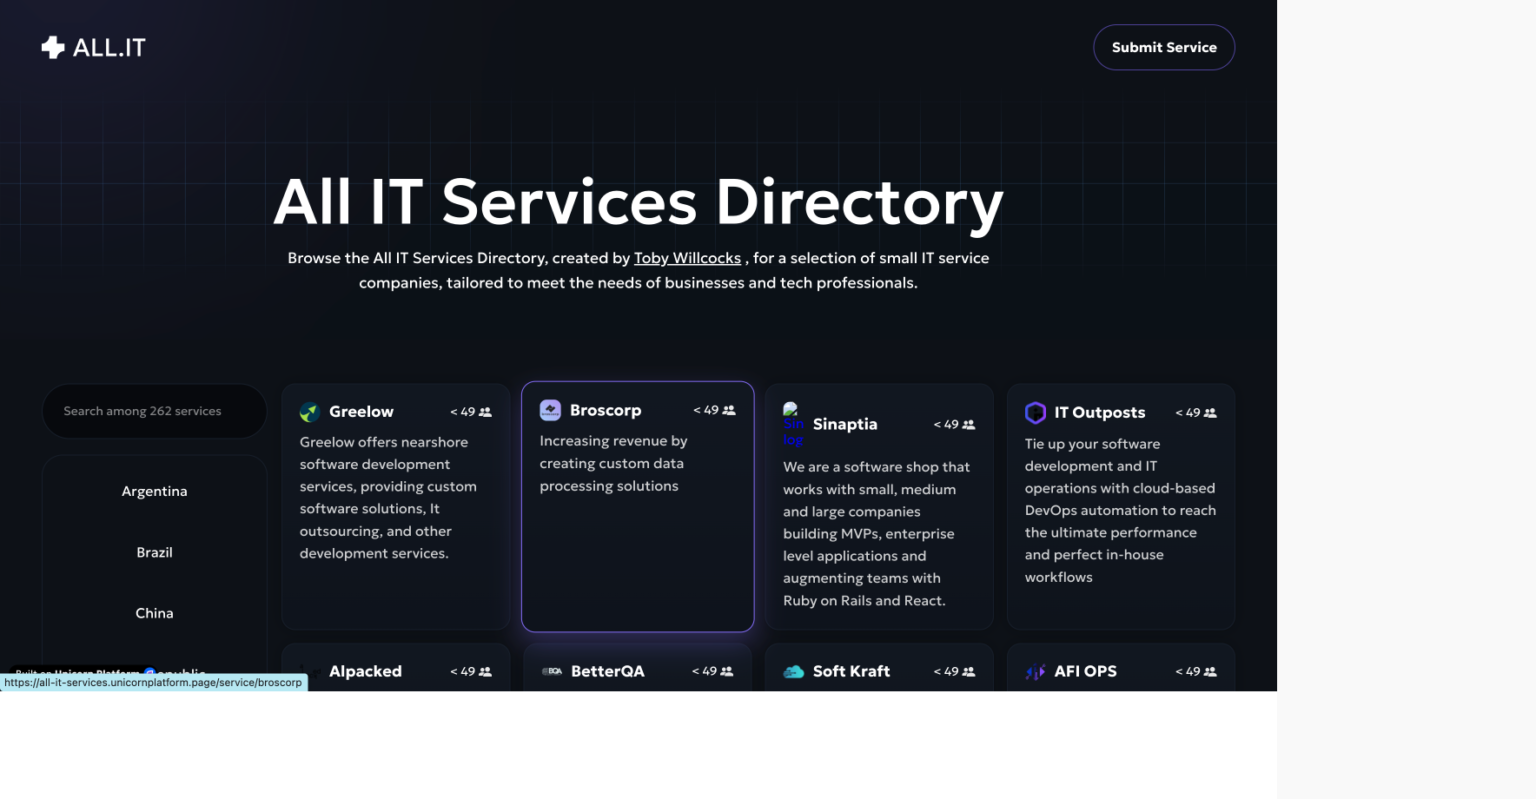 ALL.IT
Submit Service
All IT Services Directory
Browse the All IT Services Directory, created by Toby Willcocks , for a selection of small IT service
companies, tailored to meet the needs of businesses and tech professionals.
Search among 262 services
Argentina
Brazil
China
Greelow
< 49
Greelow offers nearshore
software development
services, providing custom
software solutions, It
outsourcing, and other
development services.
Broscorp
< 49
Increasing revenue by
creating custom data
processing solutions
Sin
log
Sinaptia
< 49
We are a software shop that
works with small, medium
and large companies
building MVPs, enterprise
level applications and
augmenting teams with
Ruby on Rails and React.
IT Outposts
< 49
Tie up your software
development and IT
operations with cloud-based
DevOps automation to reach
the ultimate performance
and perfect in-house
workflows
Alpacked
< 49
BQA
BetterQA
< 49
Soft Kraft
< 49
AFI OPS
< 49
Built on Unicorn Platform
https://all-it-services.unicornplatform.page/service/broscorp